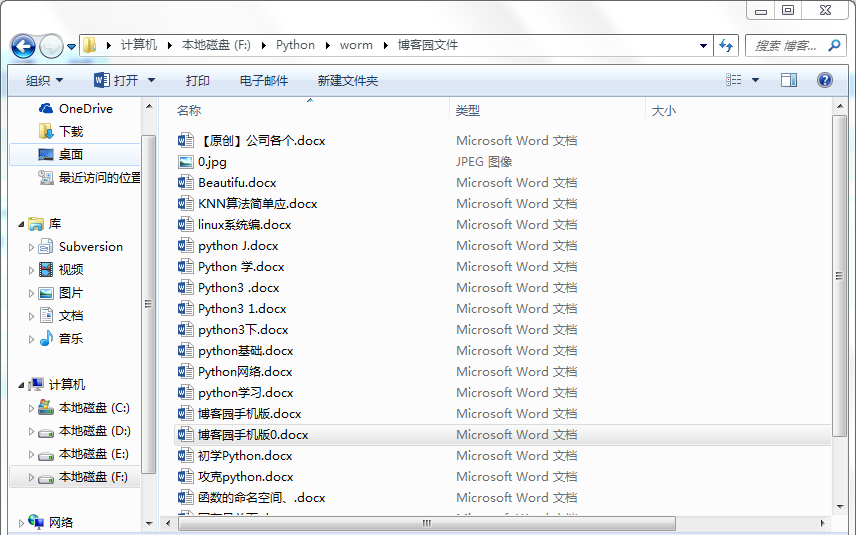 计算机 本地磁盘 (F:) Python worm 博客园文件 搜索 博客...
组织 打开 打印 电子邮件 新建文件夹
名称 类型 大小
OneDrive
下载
桌面
最近访问的位置
库
Subversion
视频
图片
文档
音乐
计算机
本地磁盘 (C:)
本地磁盘 (D:)
本地磁盘 (E:)
本地磁盘 (F:)
网络
【原创】公司各个.docx Microsoft Word 文档
0.jpg JPEG 图像
Beautifu.docx Microsoft Word 文档
KNN算法简单应.docx Microsoft Word 文档
linux系统编.docx Microsoft Word 文档
python J.docx Microsoft Word 文档
Python 学.docx Microsoft Word 文档
Python3 .docx Microsoft Word 文档
Python3 1.docx Microsoft Word 文档
python3下.docx Microsoft Word 文档
python基础.docx Microsoft Word 文档
Python网络.docx Microsoft Word 文档
python学习.docx Microsoft Word 文档
博客园手机版.docx Microsoft Word 文档
博客园手机版0.docx Microsoft Word 文档
初学Python.docx Microsoft Word 文档
攻克python.docx Microsoft Word 文档
函数的命名空间、.docx Microsoft Word 文档